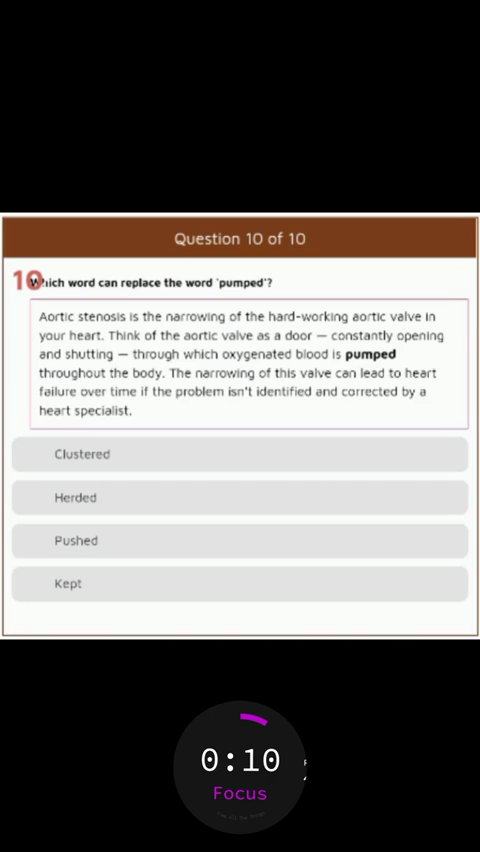 Question 10 of 10
10
Which word can replace the word 'pumped'?
Aortic stenosis is the narrowing of the hard-working aortic valve in
your heart. Think of the aortic valve as a door — constantly opening
and shutting — through which oxygenated blood is pumped
throughout the body. The narrowing of this valve can lead to heart
failure over time if the problem isn't identified and corrected by a
heart specialist.
Clustered
Herded
Pushed
Kept
0:10
Focus